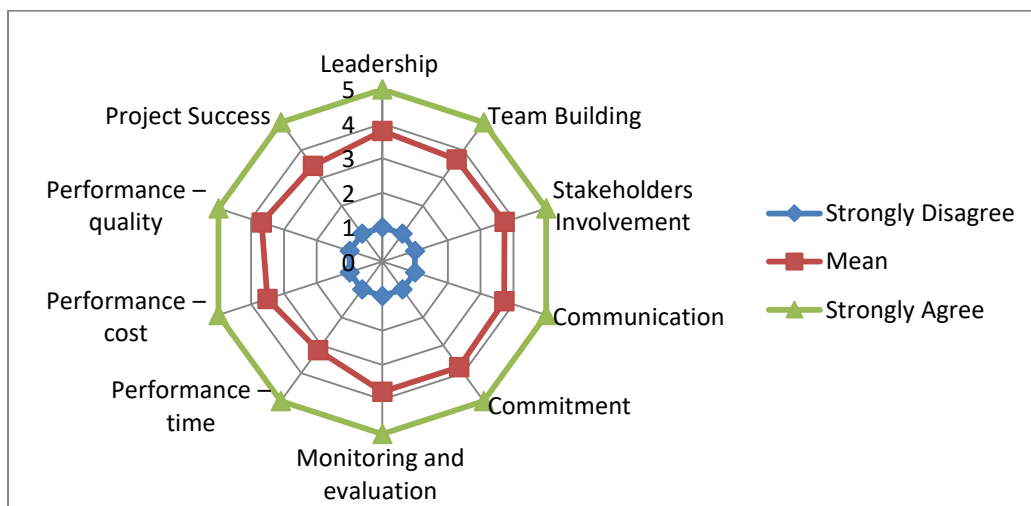 Leadership
5
4
3
2
1
0
Team Building
Stakeholders
Involvement
Communication
Commitment
Monitoring and
evaluation
Performance –
time
Performance –
cost
Performance –
quality
Project Success
Strongly Disagree
Mean
Strongly Agree